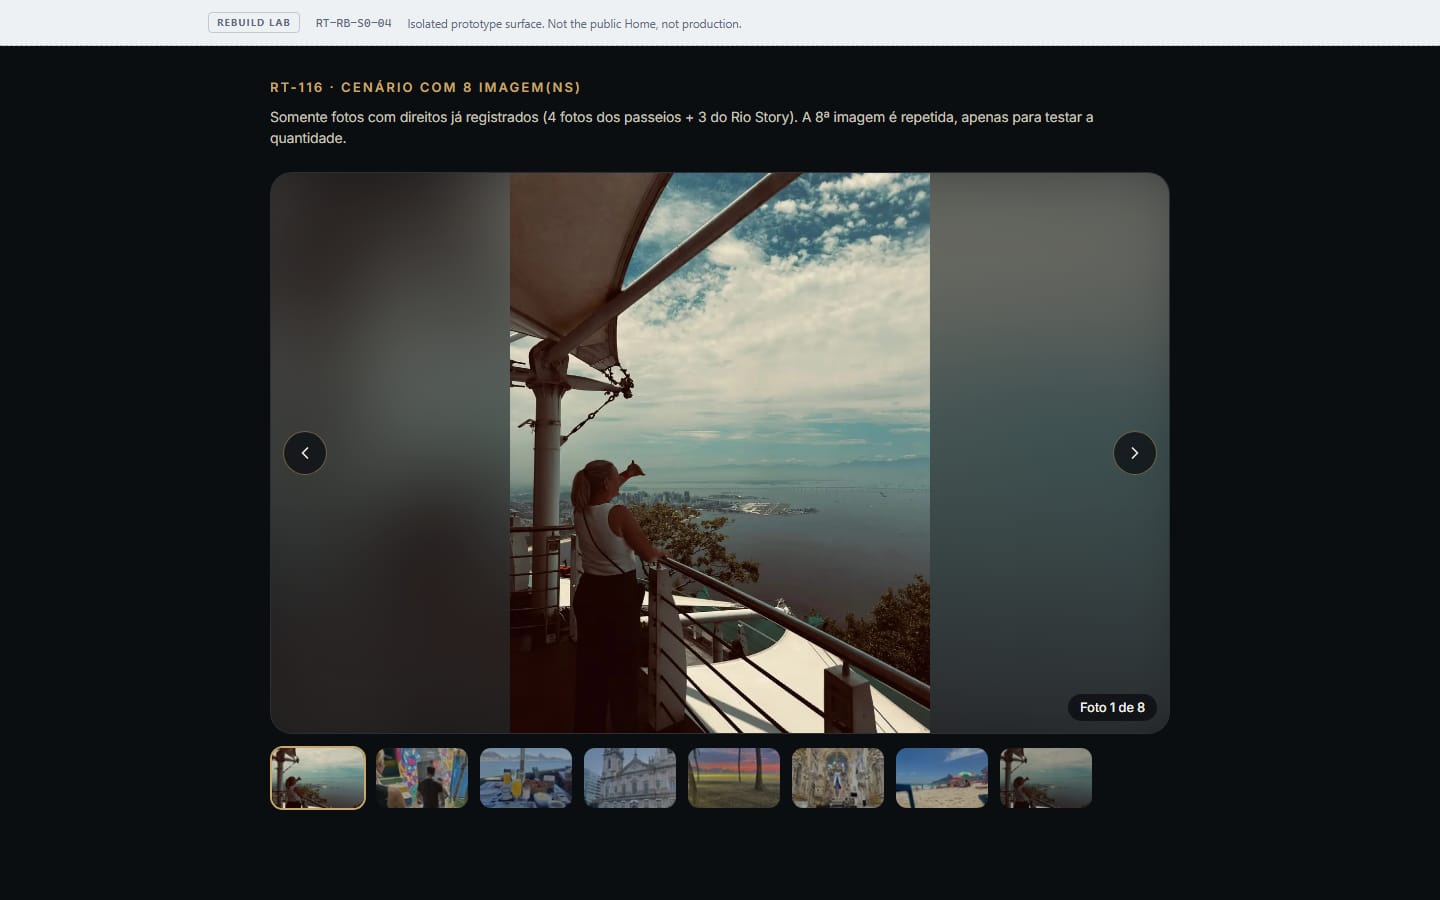 REBUILD LAB RT-RB-S0-04 Isolated prototype surface. Not the public Home, not production.
RT-116 · CENÁRIO COM 8 IMAGEM(NS)
Somente fotos com direitos já registrados (4 fotos dos passeios + 3 do Rio Story). A 8ª imagem é repetida, apenas para testar a
quantidade.
Foto 1 de 8